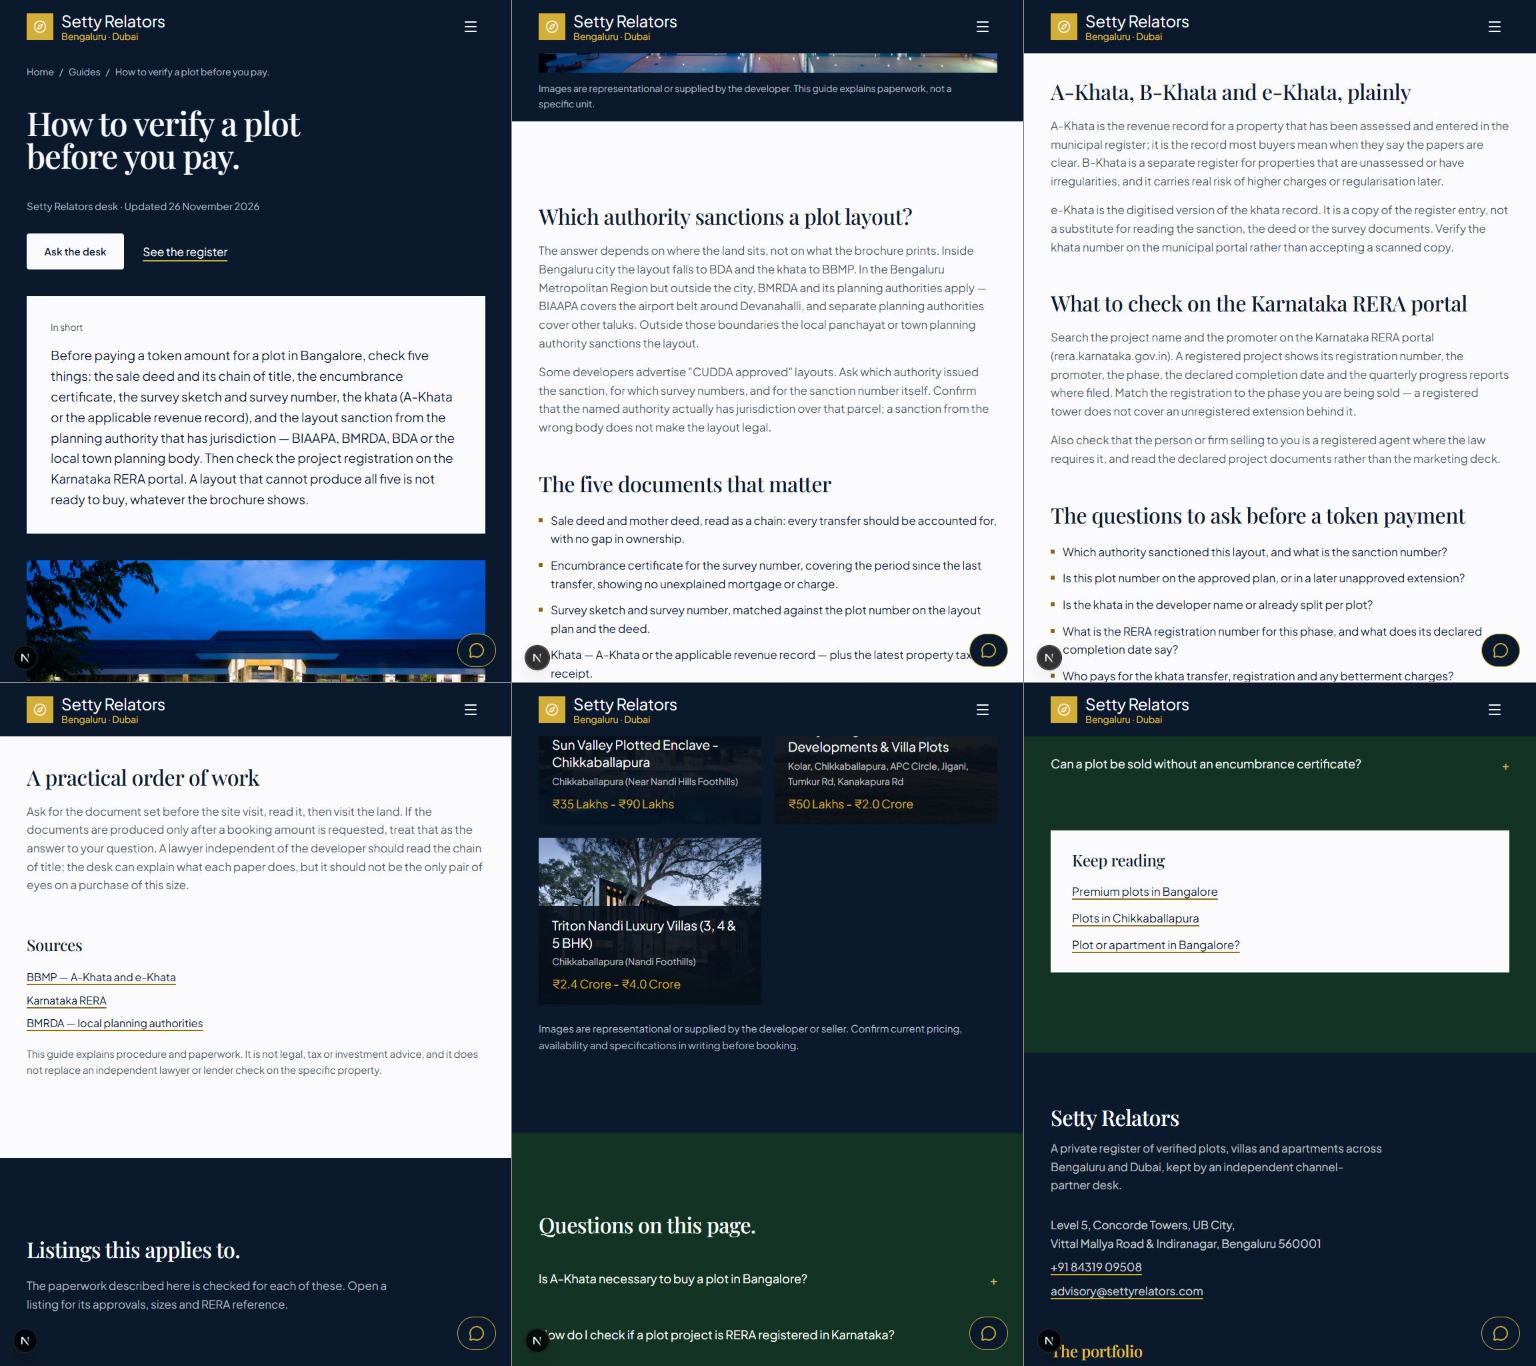 Setty Relators
Bengaluru · Dubai
Home / Guides / How to verify a plot before you pay.
How to verify a plot
before you pay.
Setty Relators desk · Updated 26 November 2026
Ask the desk
See the register
In short
Before paying a token amount for a plot in Bangalore, check five
things: the sale deed and its chain of title, the encumbrance
certificate, the survey sketch and survey number, the khata (A-Khata
or the applicable revenue record), and the layout sanction from the
planning authority that has jurisdiction — BIAAPA, BMRDA, BDA or the
local town planning body. Then check the project registration on the
Karnataka RERA portal. A layout that cannot produce all five is not
ready to buy, whatever the brochure shows.
N
Setty Relators
Bengaluru · Dubai
Images are representational or supplied by the developer. This guide explains paperwork, not a
specific unit.
Which authority sanctions a plot layout?
The answer depends on where the land sits, not on what the brochure prints. Inside
Bengaluru city the layout falls to BDA and the khata to BBMP. In the Bengaluru
Metropolitan Region but outside the city, BMRDA and its planning authorities apply —
BIAAPA covers the airport belt around Devanahalli, and separate planning authorities
cover other taluks. Outside those boundaries the local panchayat or town planning
authority sanctions the layout.
Some developers advertise "CUDDA approved" layouts. Ask which authority issued
the sanction, for which survey numbers, and for the sanction number itself. Confirm
that the named authority actually has jurisdiction over that parcel; a sanction from the
wrong body does not make the layout legal.
The five documents that matter
Sale deed and mother deed, read as a chain: every transfer should be accounted for,
with no gap in ownership.
Encumbrance certificate for the survey number, covering the period since the last
transfer, showing no unexplained mortgage or charge.
Survey sketch and survey number, matched against the plot number on the layout
plan and the deed.
Khata — A-Khata or the applicable revenue record — plus the latest property tax
receipt.
N
Setty Relators
Bengaluru · Dubai
A-Khata, B-Khata and e-Khata, plainly
A-Khata is the revenue record for a property that has been assessed and entered in the
municipal register; it is the record most buyers mean when they say the papers are
clear. B-Khata is a separate register for properties that are unassessed or have
irregularities, and it carries real risk of higher charges or regularisation later.
e-Khata is the digitised version of the khata record. It is a copy of the register entry, not
a substitute for reading the sanction, the deed or the survey documents. Verify the
khata number on the municipal portal rather than accepting a scanned copy.
What to check on the Karnataka RERA portal
Search the project name and the promoter on the Karnataka RERA portal
(rera.karnataka.gov.in). A registered project shows its registration number, the
promoter, the phase, the declared completion date and the quarterly progress reports
where filed. Match the registration to the phase you are being sold — a registered
tower does not cover an unregistered extension behind it.
Also check that the person or firm selling to you is a registered agent where the law
requires it, and read the declared project documents rather than the marketing deck.
The questions to ask before a token payment
Which authority sanctioned this layout, and what is the sanction number?
Is this plot number on the approved plan, or in a later unapproved extension?
Is the khata in the developer name or already split per plot?
What is the RERA registration number for this phase, and what does its declared
completion date say?
Who pays for the khata transfer, registration and any betterment charges?
N
Setty Relators
Bengaluru · Dubai
A practical order of work
Ask for the document set before the site visit, read it, then visit the land. If the
documents are produced only after a booking amount is requested, treat that as the
answer to your question. A lawyer independent of the developer should read the chain
of title; the desk can explain what each paper does, but it should not be the only pair of
eyes on a purchase of this size.
Sources
BBMP — A-Khata and e-Khata
Karnataka RERA
BMRDA — local planning authorities
This guide explains procedure and paperwork. It is not legal, tax or investment advice, and it does
not replace an independent lawyer or lender check on the specific property.
Listings this applies to.
The paperwork described here is checked for each of these. Open a
listing for its approvals, sizes and RERA reference.
N
Setty Relators
Bengaluru · Dubai
Sun Valley Plotted Enclave -
Chikkaballapura
Chikkaballapura (Near Nandi Hills Foothills)
₹35 Lakhs - ₹90 Lakhs
Developments & Villa Plots
Kolar, Chikkaballapura, APC Circle, Jigani,
Tumkur Rd, Kanakapura Rd
₹50 Lakhs - ₹2.0 Crore
Triton Nandi Luxury Villas (3, 4 &
5 BHK)
Chikkaballapura (Nandi Foothills)
₹2.4 Crore - ₹4.0 Crore
Images are representational or supplied by the developer or seller. Confirm current pricing,
availability and specifications in writing before booking.
Questions on this page.
Is A-Khata necessary to buy a plot in Bangalore?
+
do I check if a plot project is RERA registered in Karnataka?
N
Setty Relators
Bengaluru · Dubai
Can a plot be sold without an encumbrance certificate?
+
Keep reading
Premium plots in Bangalore
Plots in Chikkaballapura
Plot or apartment in Bangalore?
Setty Relators
A private register of verified plots, villas and apartments across
Bengaluru and Dubai, kept by an independent channel-
partner desk.
Level 5, Concorde Towers, UB City,
Vittal Mallya Road & Indiranagar, Bengaluru 560001
+91 84319 09508
advisory@settyrelators.com
The portfolio
N